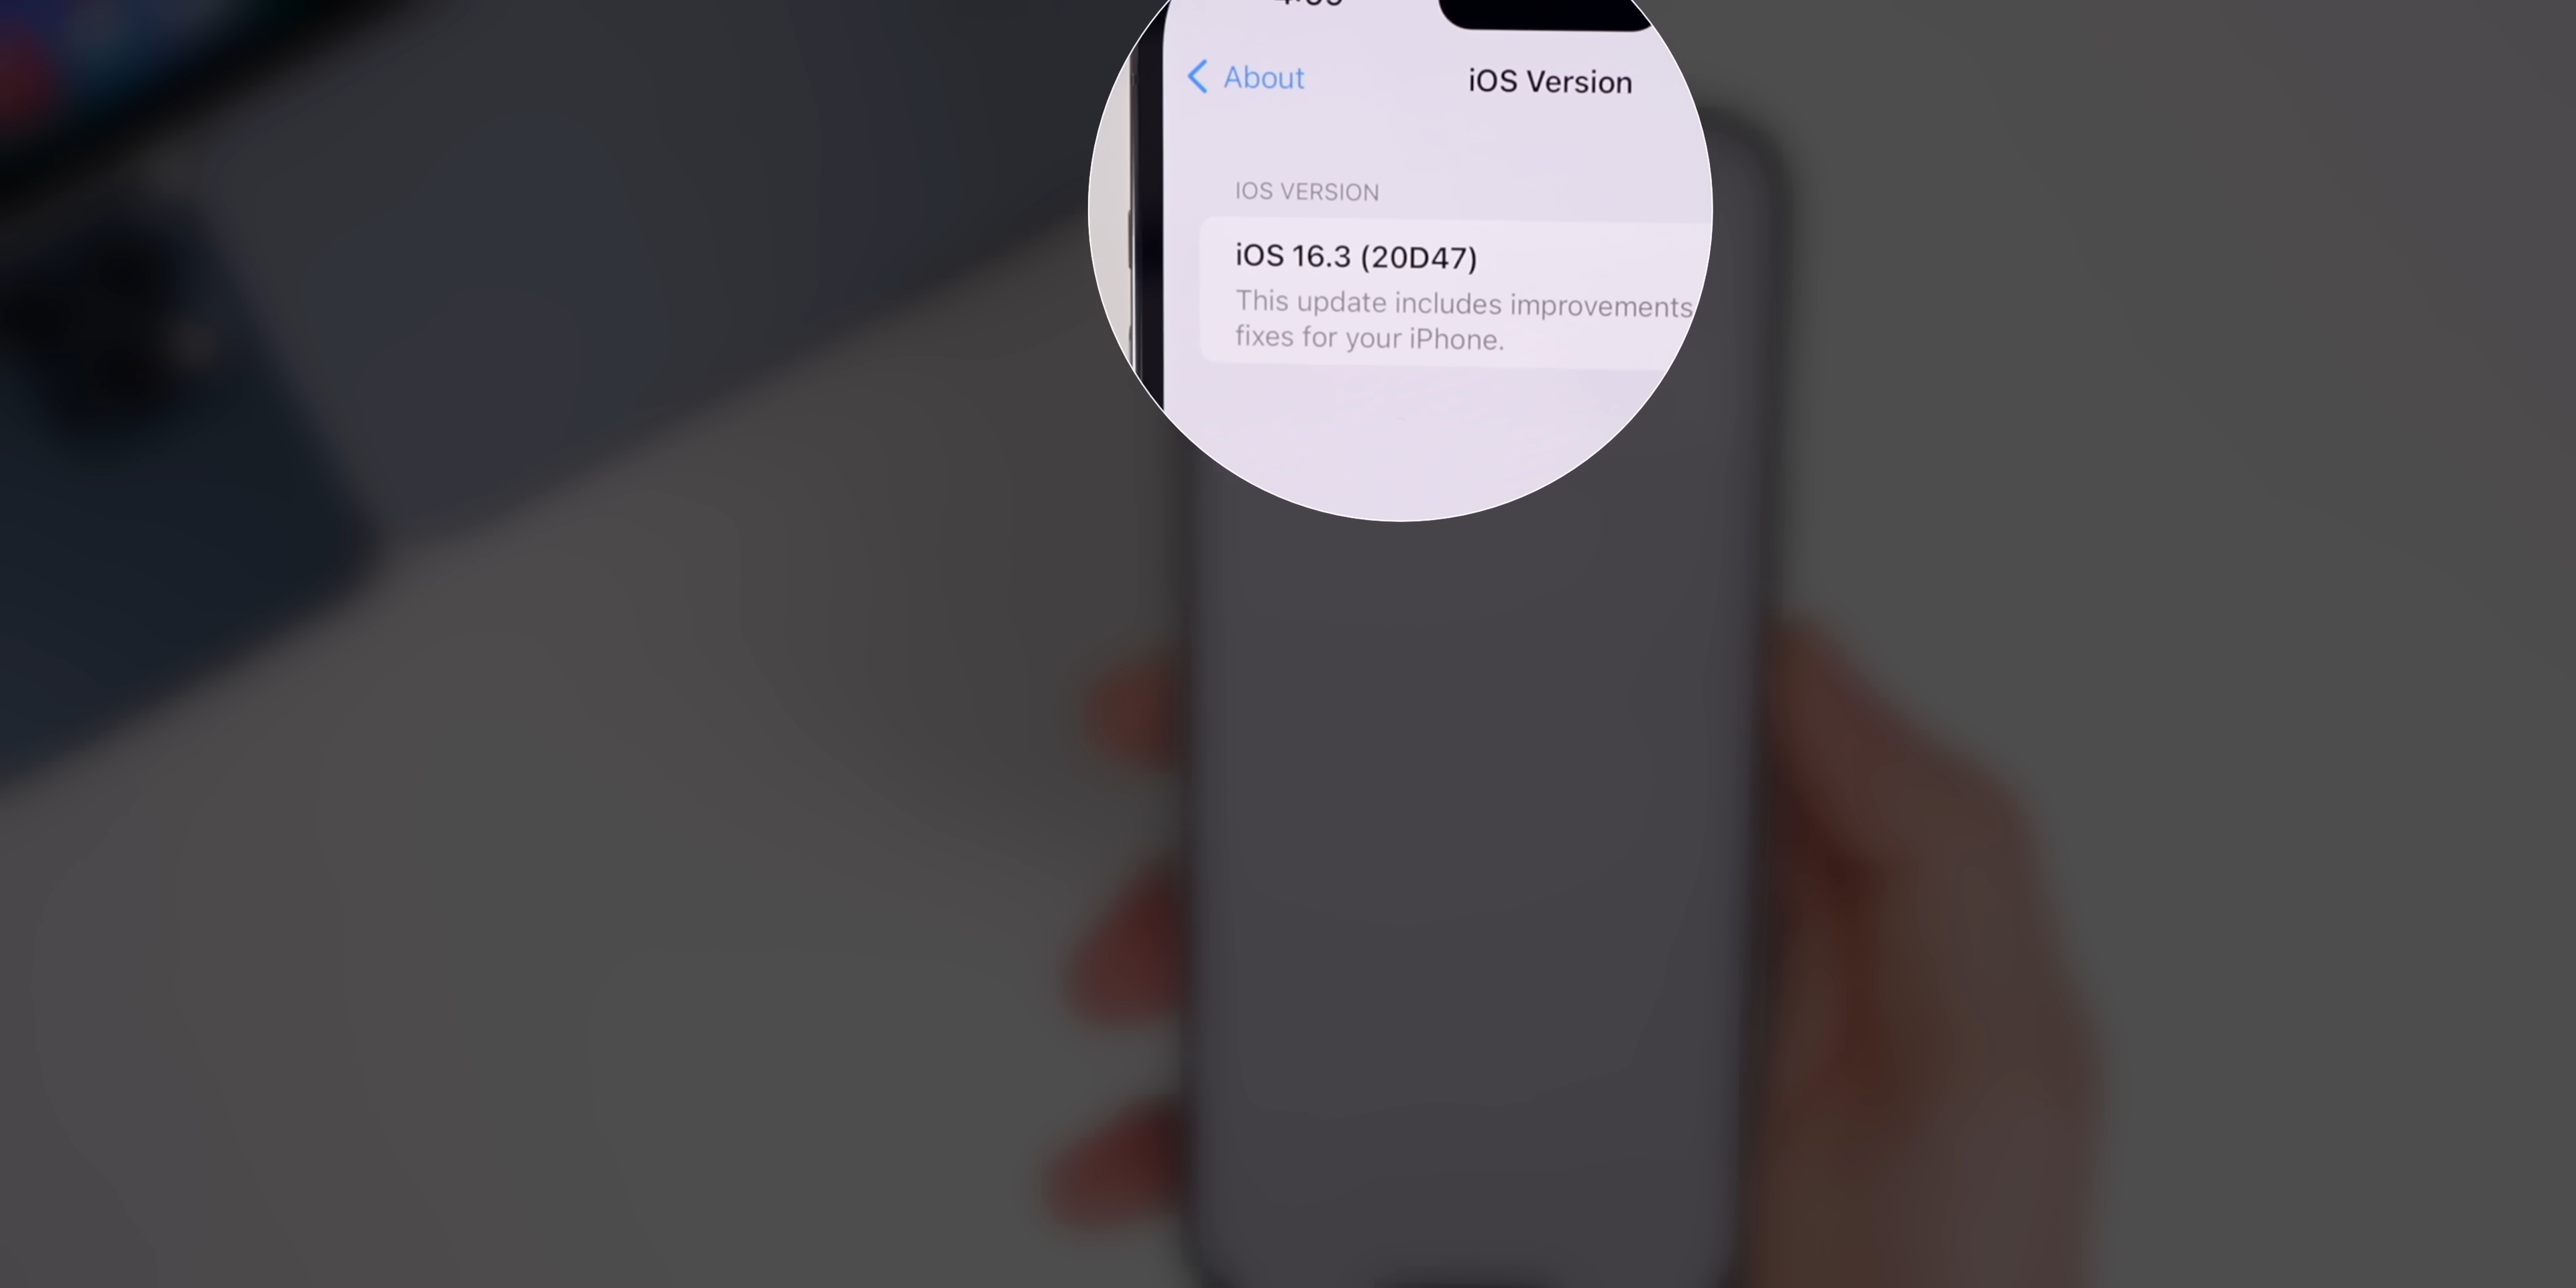 About
iOS Version
IOS VERSION
iOS 16.3 (20D47)
This update includes improvements
fixes for your iPhone.